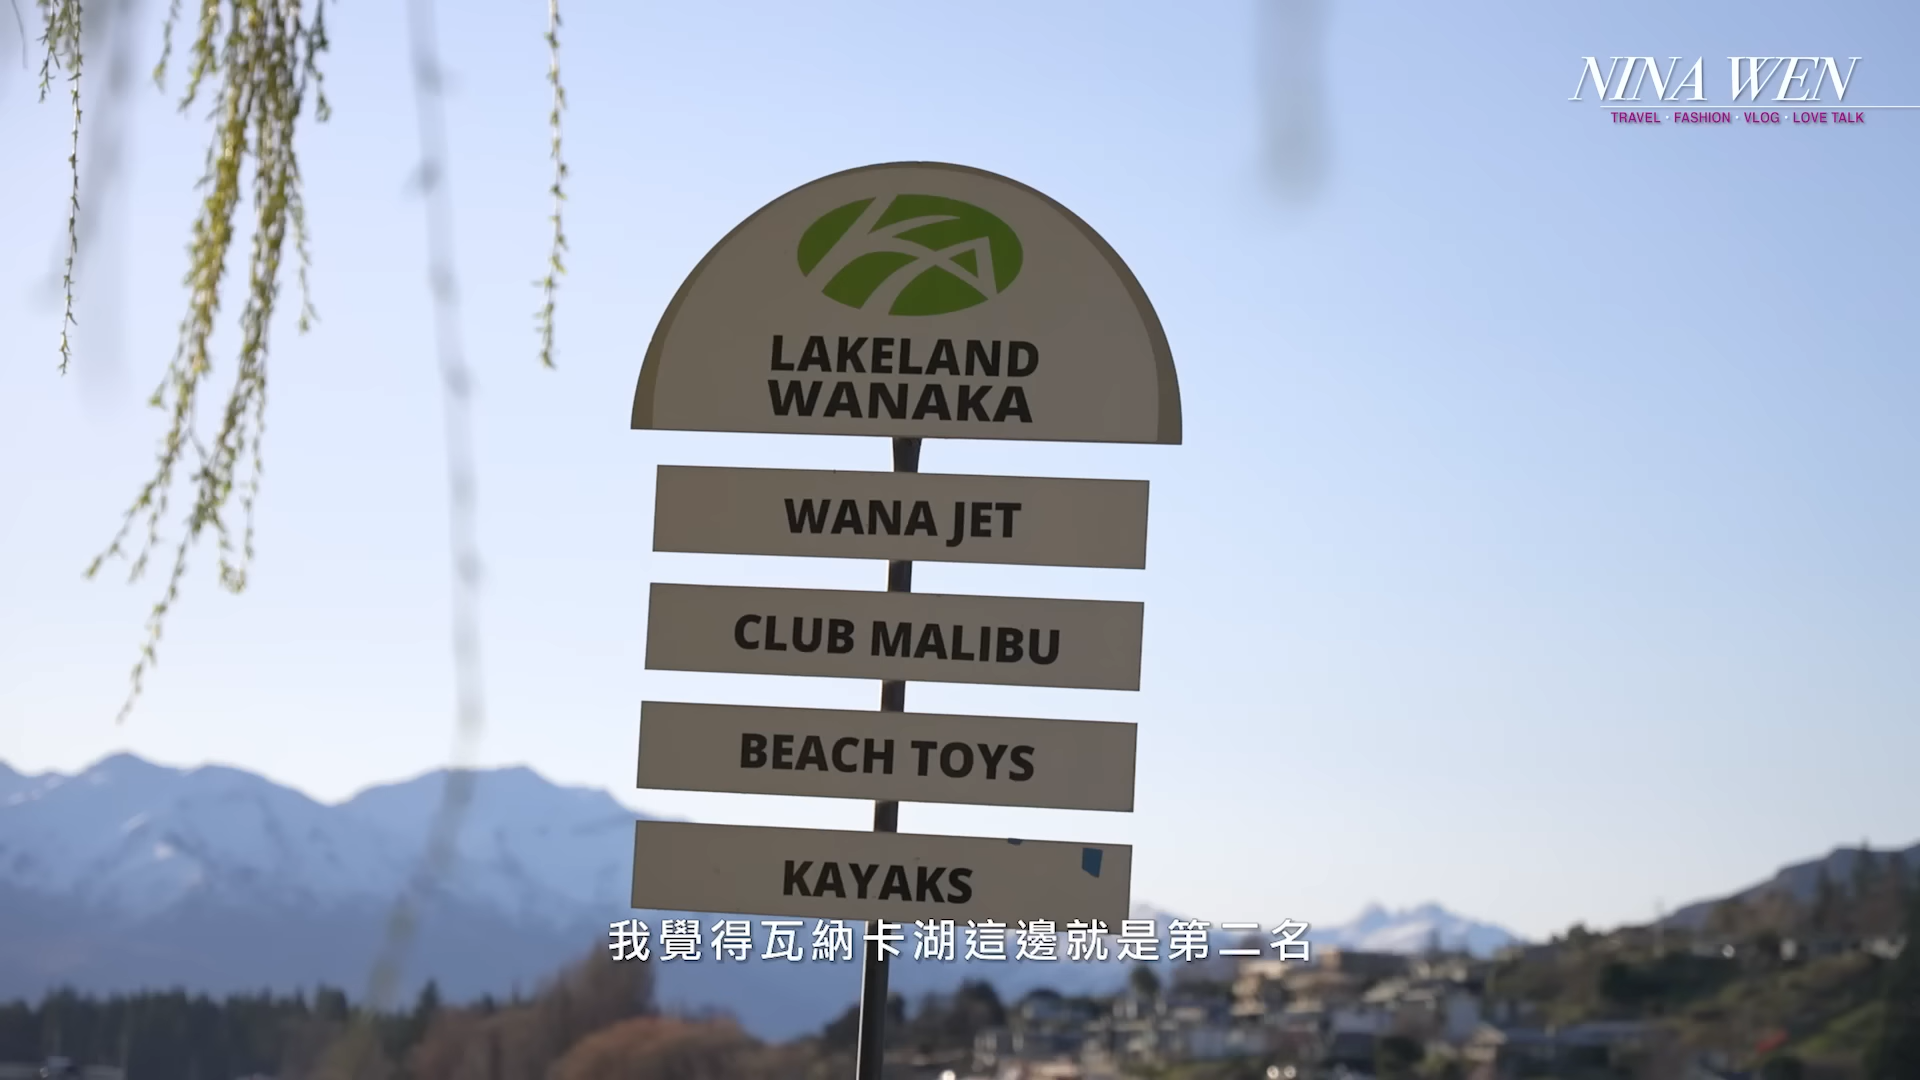 NINA WEN
TRAVEL · FASHION · VLOG · LOVE TALK
LAKELAND
WANAKA
WANA JET
CLUB MALIBU
BEACH TOYS
KAYAKS
我覺得瓦納卡湖這邊就是第二名